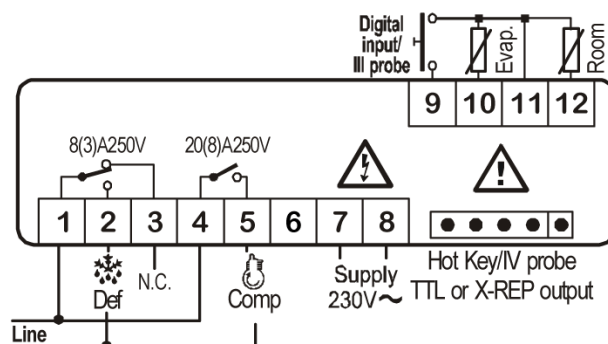 Digital
input/
III probe
Evap.
Room
9 10 11 12
8(3)A250V
20(8)A250V
1 2 3 4 5 6 7 8
Def
N.C.
Comp
Supply
230V~
Hot Key/IV probe
TTL or X-REP output
Line